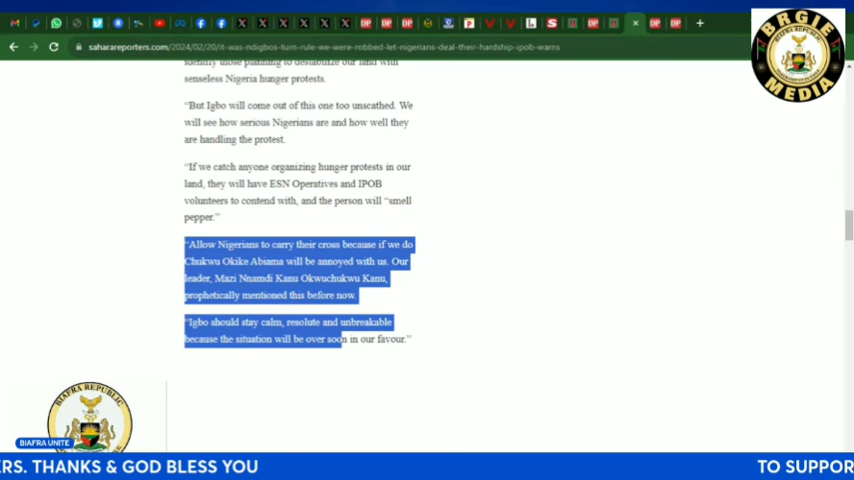 saharareporters.com/2024/02/20/it-was-ndigbos-turn-rule-we-were-robbed-let-nigerians-deal-their-hardship-ipob-warns
BRGIE
MEDIA
identify those planning to destabilize our land with
senseless Nigeria hunger protests.
“But Igbo will come out of this one too unscathed. We
will see how serious Nigerians are and how well they
are handling the protest.
“If we catch anyone organizing hunger protests in our
land, they will have ESN Operatives and IPOB
volunteers to contend with, and the person will “smell
pepper.”
“Allow Nigerians to carry their cross because if we do
Chukwu Okike Abiama will be annoyed with us. Our
leader, Mazi Nnamdi Kanu Okwuchukwu Kanu,
prophetically mentioned this before now.
“Igbo should stay calm, resolute and unbreakable
because the situation will be over soon in our favour.”
BIAFRA REPUBLIC
BIAFRA UNITE
ERS. THANKS & GOD BLESS YOU
TO SUPPOR